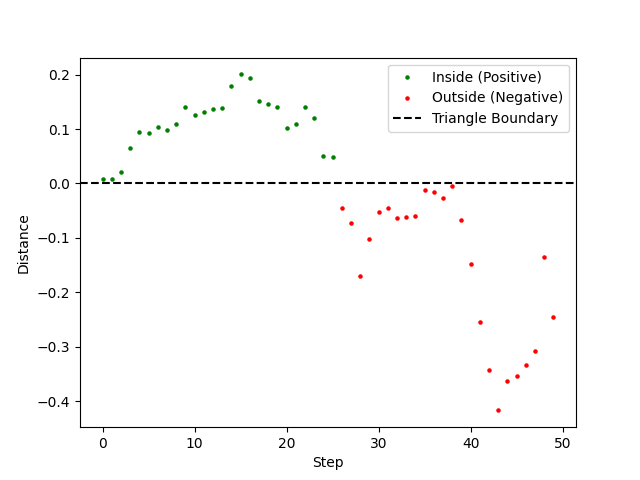 Inside (Positive)
Outside (Negative)
Triangle Boundary
0.2
0.1
0.0
−0.1
−0.2
−0.3
−0.4
Distance
0 10 20 30 40 50
Step